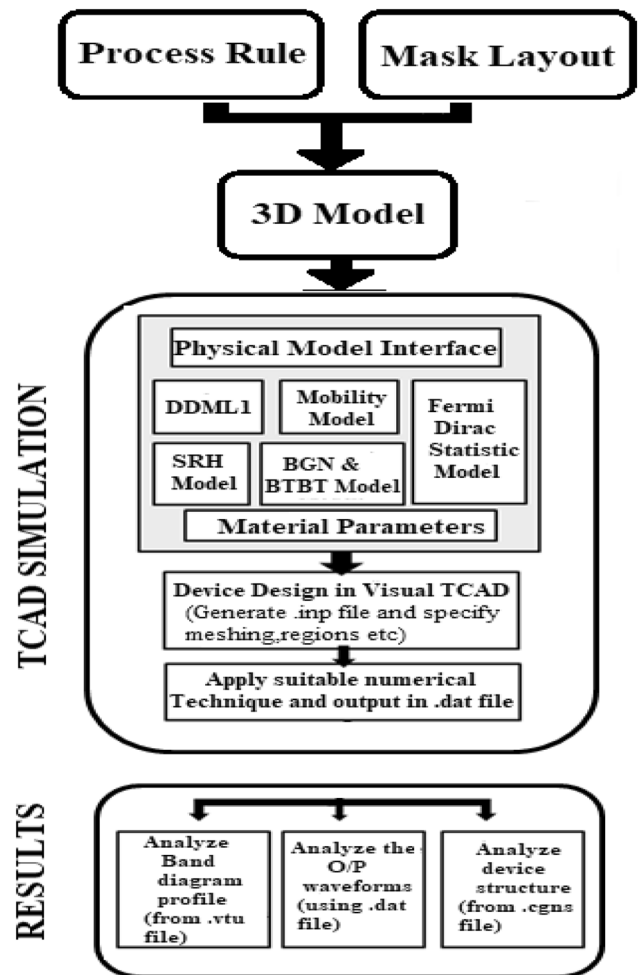 Process Rule
Mask Layout
3D Model
TCAD SIMULATION
Physical Model Interface
DDML1
Mobility
Model
Fermi
Dirac
Statistic
Model
SRH
Model
BGN &
BTBT Model
Material Parameters
Device Design in Visual TCAD
(Generate .inp file and specify
meshing,regions etc)
Apply suitable numerical
Technique and output in .dat file
RESULTS
Analyze
Band
diagram
profile
(from .vtu
file)
Analyze the
O/P
waveforms
(using .dat
file)
Analyze
device
structure
(from .cgns
file)